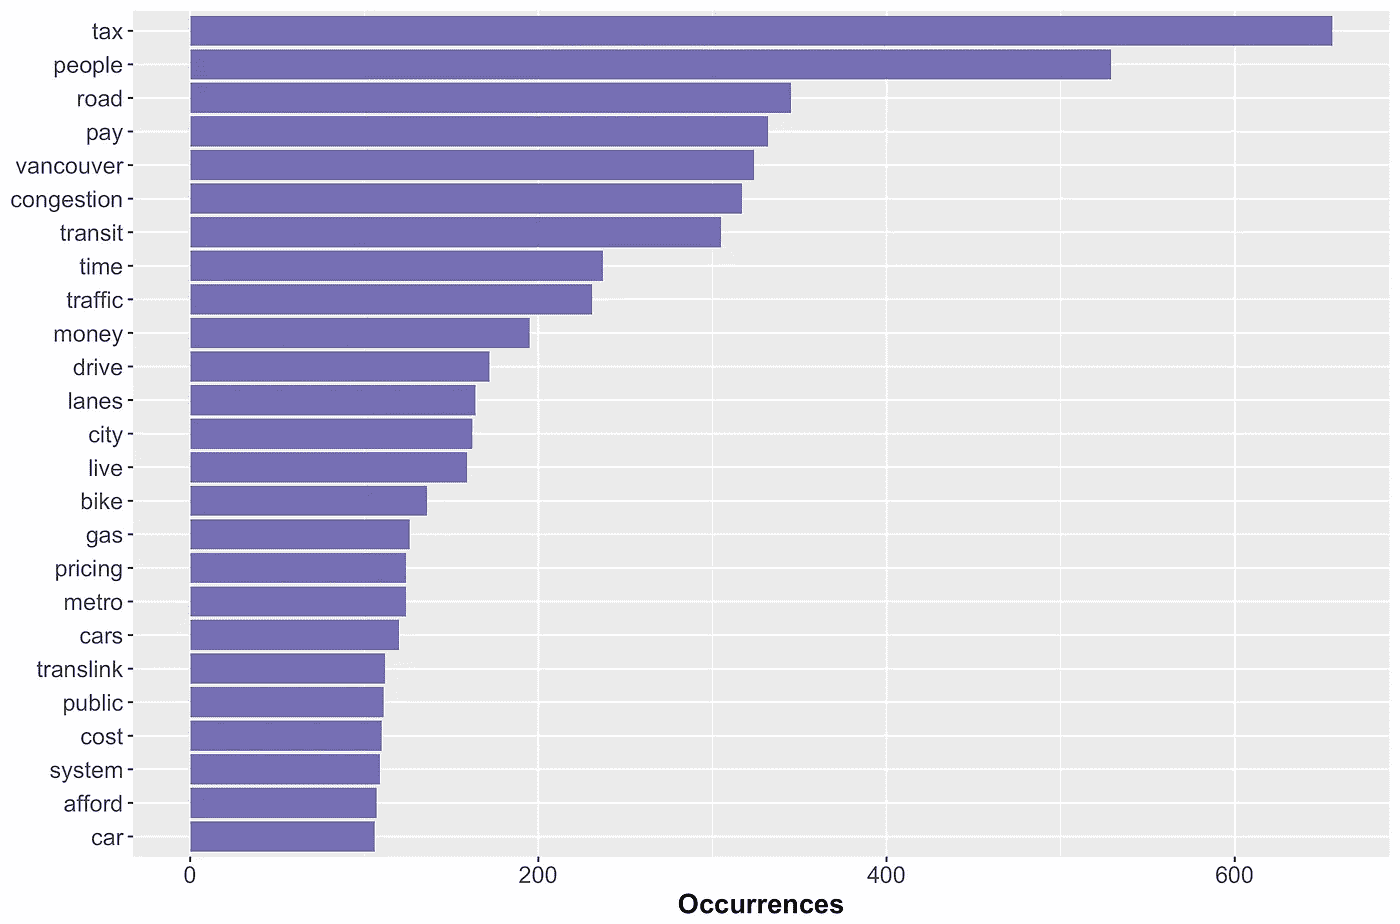 tax
people
road
pay
vancouver
congestion
transit
time
traffic
money
drive
lanes
city
live
bike
gas
pricing
metro
cars
translink
public
cost
system
afford
car
0 200 400 600
Occurrences